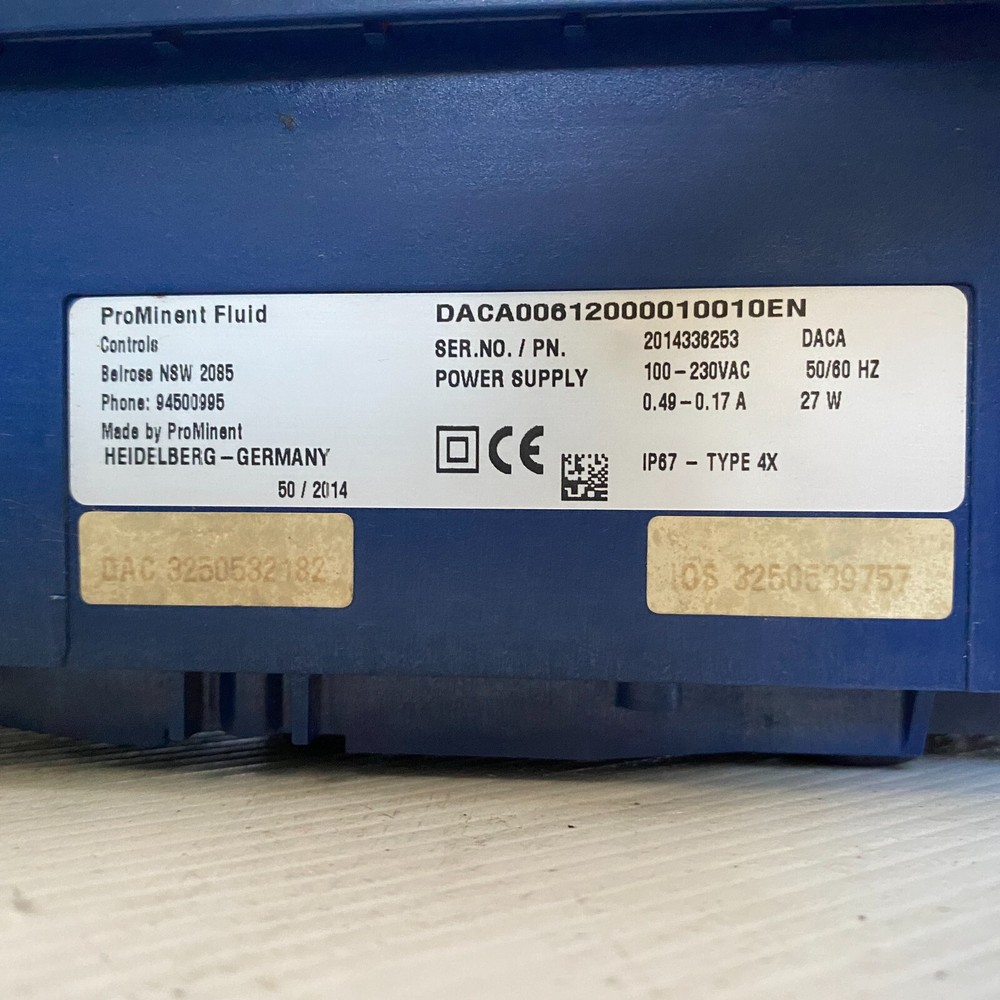 ProMinent Fluid
Controls
Belrose NSW 2085
Phone: 94500995
Made by ProMinent
HEIDELBERG – GERMANY
50 / 2014
DACA00612000010010EN
SER.NO. / PN. 2014336253 DACA
POWER SUPPLY 100 – 230VAC 50/60 HZ
0.49 – 0.17 A 27 W
CE
IP67 – TYPE 4X
DAC 3250532182
IOS 3250539757